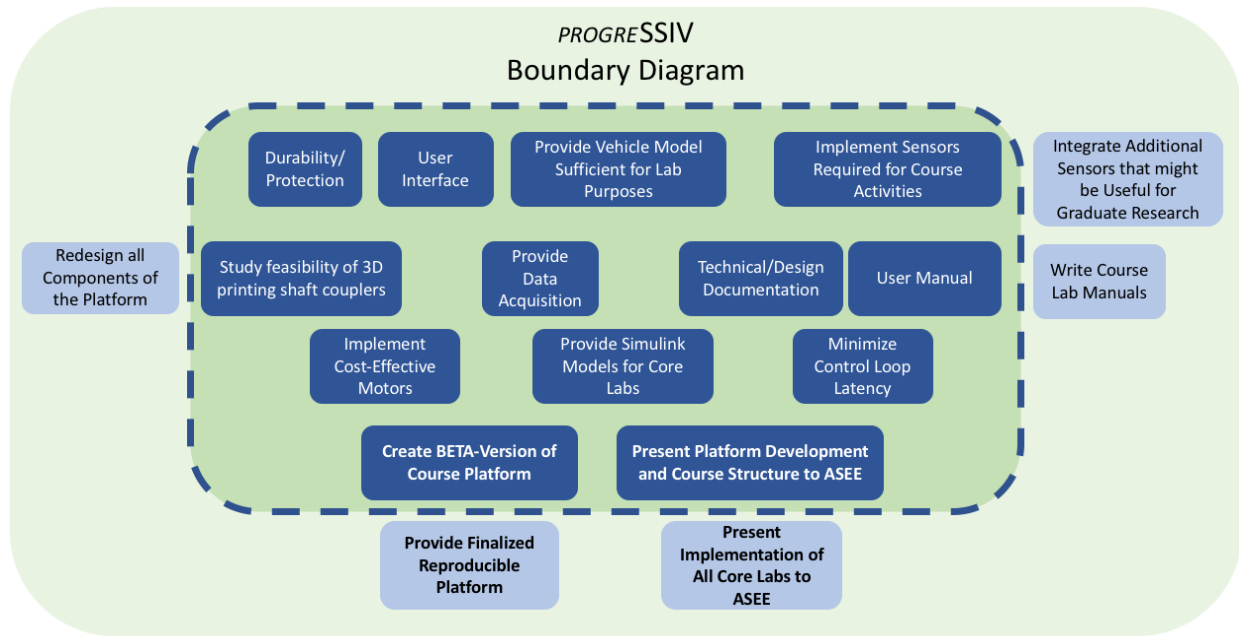 PROGRESSIV
Boundary Diagram
Durability/
Protection
User
Interface
Provide Vehicle Model
Sufficient for Lab
Purposes
Implement Sensors
Required for Course
Activities
Integrate Additional
Sensors that might
be Useful for
Graduate Research
Redesign all
Components of
the Platform
Study feasibility of 3D
printing shaft couplers
Provide
Data
Acquisition
Technical/Design
Documentation
User Manual
Write Course
Lab Manuals
Implement
Cost-Effective
Motors
Provide Simulink
Models for Core
Labs
Minimize
Control Loop
Latency
Create BETA-Version of
Course Platform
Present Platform Development
and Course Structure to ASEE
Provide Finalized
Reproducible
Platform
Present
Implementation of
All Core Labs to
ASEE